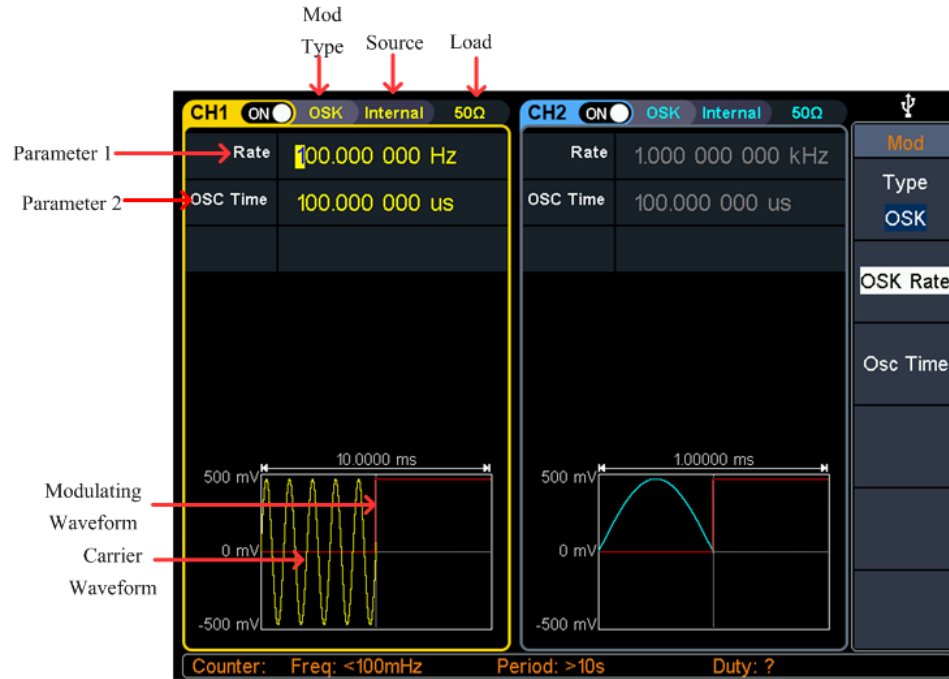 Mod
Type
Source
Load
CH1 ON OSK Internal 50Ω
CH2 ON OSK Internal 50Ω
Mod
Parameter 1
Rate 100.000 000 Hz
Rate 1.000 000 000 kHz
Type
OSK
Parameter 2
OSC Time 100.000 000 us
OSC Time 100.000 000 us
OSK Rate
Osc Time
10.0000 ms
500 mV
0 mV
-500 mV
1.00000 ms
500 mV
0 mV
-500 mV
Modulating
Waveform
Carrier
Waveform
Counter: Freq: <100mHz Period: >10s Duty: ?